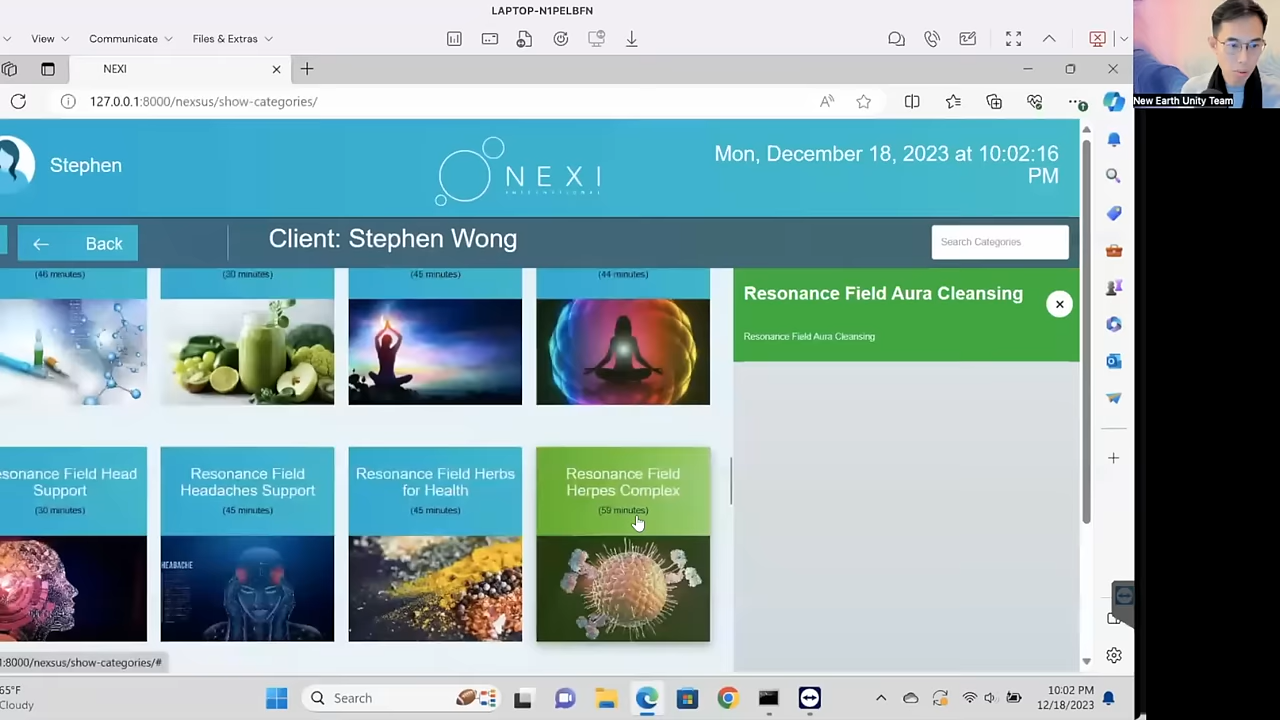 LAPTOP-N1PELBFN
View
Communicate
Files & Extras
NEXI
127.0.0.1:8000/nexsus/show-categories/
New Earth Unity Team
Stephen
NEXI
INTERNATIONAL
Mon, December 18, 2023 at 10:02:16
PM
Back
Client: Stephen Wong
Search Categories
(46 minutes)
(30 minutes)
(45 minutes)
(44 minutes)
Resonance Field Aura Cleansing
Resonance Field Aura Cleansing
esonance Field Head
Support
(30 minutes)
Resonance Field
Headaches Support
(45 minutes)
Resonance Field Herbs
for Health
(45 minutes)
Resonance Field
Herpes Complex
(59 minutes)
HEADACHE
1:8000/nexsus/show-categories/#
65°F
Cloudy
Search
10:02 PM
12/18/2023